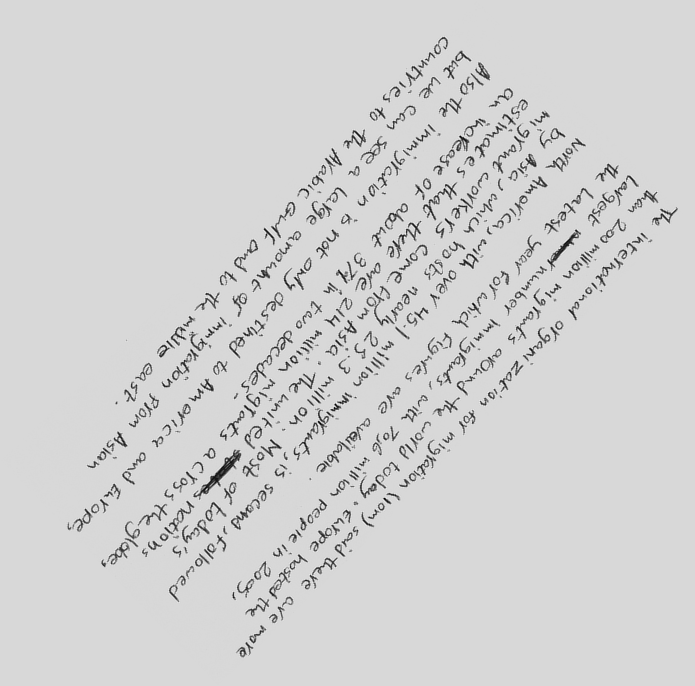 The international organization for migration (iom) said there are more
than 200 million migrants around the world today. Europe hosted the
largest number immigrants, with 70,6 million people in 2005,
the latest year for which figures are available.
North America, with over 45.1 million immigrants, is second, followed
by Asia, which hosts nearly 25.3 million. Most of today's
migrant workers come from Asia. The united nations
estimates that there are 214 million migrants across the globe,
an increase of about 37% in two decades.
Also the immigration is not only destined to America and Europe,
but we can see a large amount of immigration from Asian
countries to the Arabic Gulf and to the middle east.